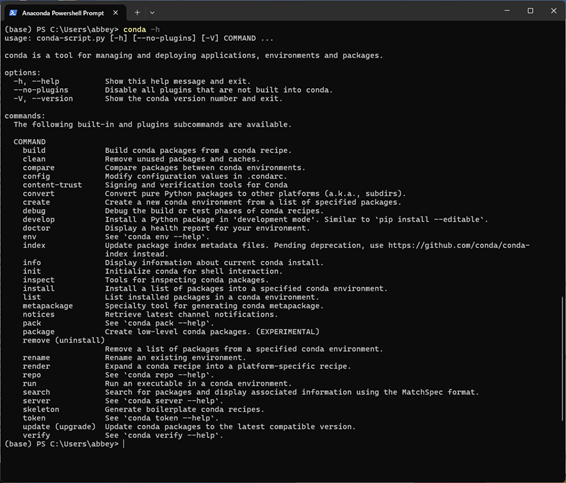 Anaconda Powershell Prompt
(base) PS C:\Users\abbey> conda -h
usage: conda-script.py [-h] [--no-plugins] [-V] COMMAND ...
conda is a tool for managing and deploying applications, environments and packages.
options:
-h, --help Show this help message and exit.
--no-plugins Disable all plugins that are not built into conda.
-V, --version Show the conda version number and exit.
commands:
The following built-in and plugins subcommands are available.
COMMAND
build Build conda packages from a conda recipe.
clean Remove unused packages and caches.
compare Compare packages between conda environments.
config Modify configuration values in .condarc.
content-trust Signing and verification tools for Conda
convert Convert pure Python packages to other platforms (a.k.a., subdirs).
create Create a new conda environment from a list of specified packages.
debug Debug the build or test phases of conda recipes.
develop Install a Python package in 'development mode'. Similar to 'pip install --editable'.
doctor Display a health report for your environment.
env See 'conda env --help'.
index Update package index metadata files. Pending deprecation, use https://github.com/conda/conda-
index instead.
info Display information about current conda install.
init Initialize conda for shell interaction.
inspect Tools for inspecting conda packages.
install Install a list of packages into a specified conda environment.
list List installed packages in a conda environment.
metapackage Specialty tool for generating conda metapackage.
notices Retrieve latest channel notifications.
pack See 'conda pack --help'.
package Create low-level conda packages. (EXPERIMENTAL)
remove (uninstall)
Remove a list of packages from a specified conda environment.
rename Rename an existing environment.
render Expand a conda recipe into a platform-specific recipe.
repo See 'conda repo --help'.
run Run an executable in a conda environment.
search Search for packages and display associated information using the MatchSpec format.
server See 'conda server --help'.
skeleton Generate boilerplate conda recipes.
token See 'conda token --help'.
update (upgrade) Update conda packages to the latest compatible version.
verify See 'conda verify --help'.
(base) PS C:\Users\abbey>